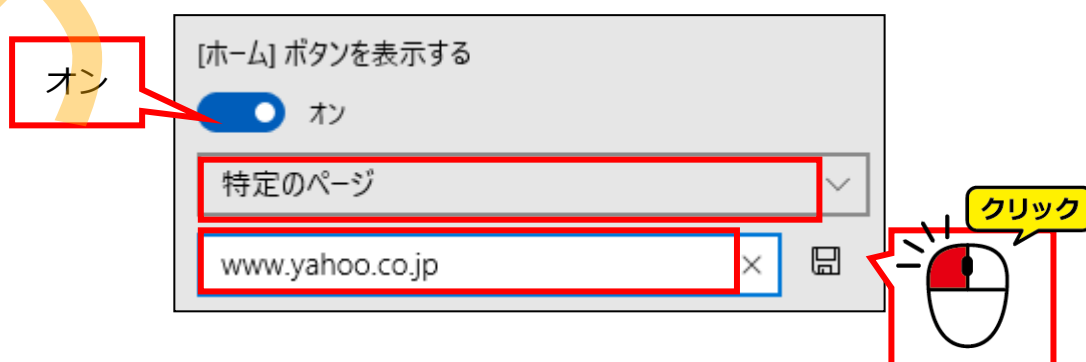 [ホーム] ボタンを表示する
オン
オン
特定のページ
クリック
www.yahoo.co.jp